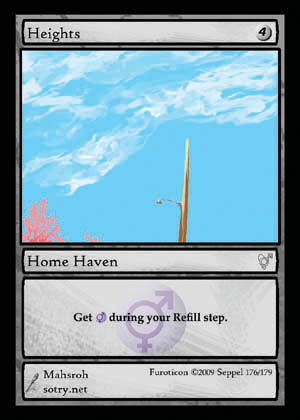 Heights 4
Home Haven
Get during your Refill step.
Mahsroh Furoticon ©2009 Seppel 176/179
sotry.net